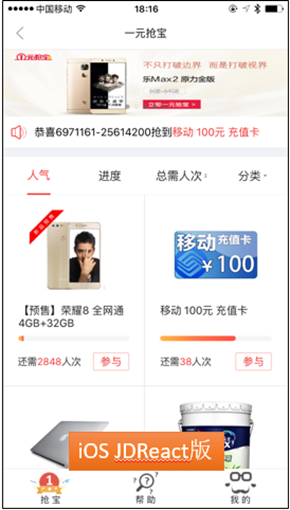 中国移动
18:16
一元抢宝
1元抢宝
不只打破边界 而是打破视界
乐Max2 原力金版
6GB+64GB
立即一元抢宝
恭喜6971161-25614200抢到移动 100元 充值卡
人气 进度 总需人次 分类
移动
充值卡
¥100
【预售】荣耀8 全网通
4GB+32GB
移动 100元 充值卡
还需2848人次 参与
还需38人次 参与
iOS JDReact版
1
抢宝 帮助 我的